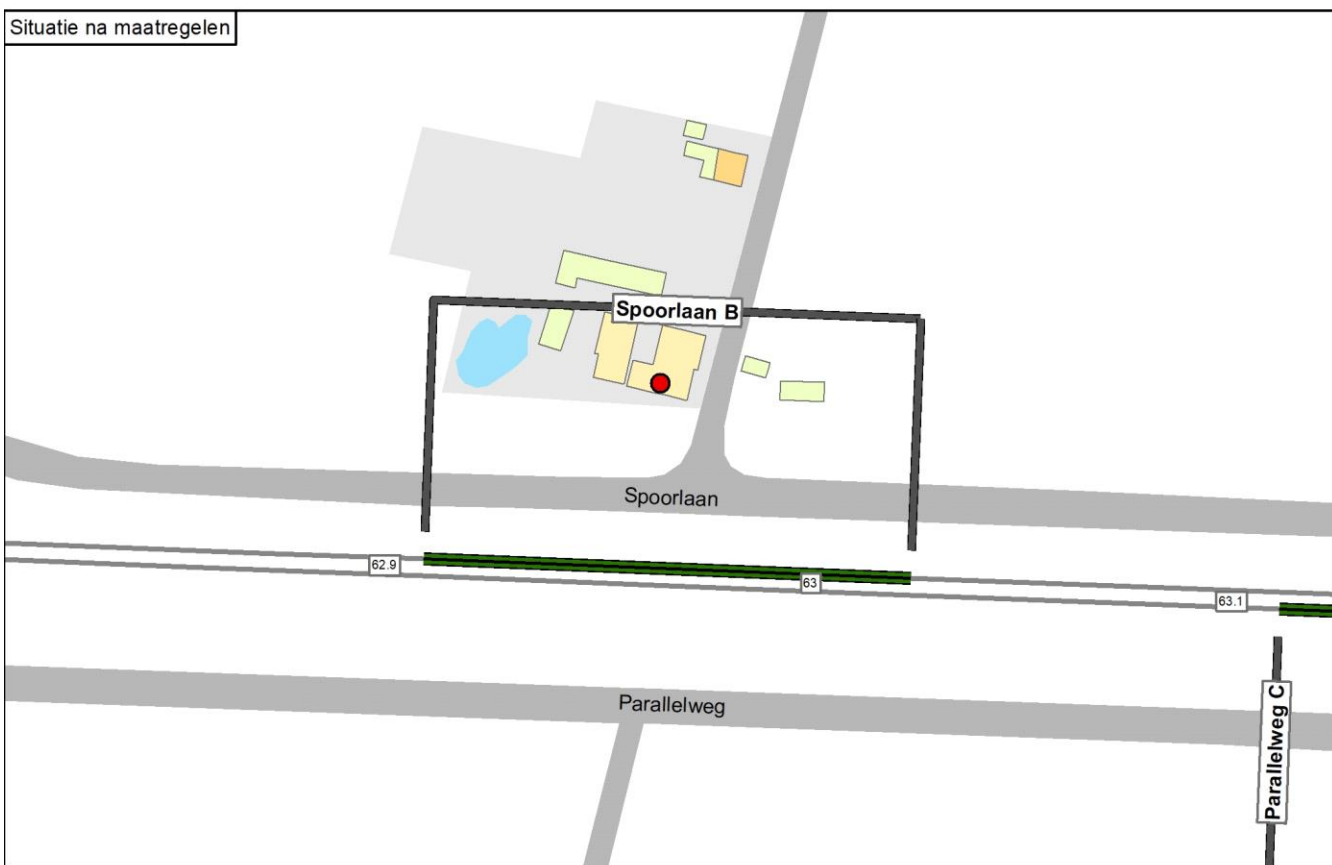 Situatie na maatregelen
Spoorlaan B
Spoorlaan
62.9
63
63.1
Parallelweg
Parallelweg C